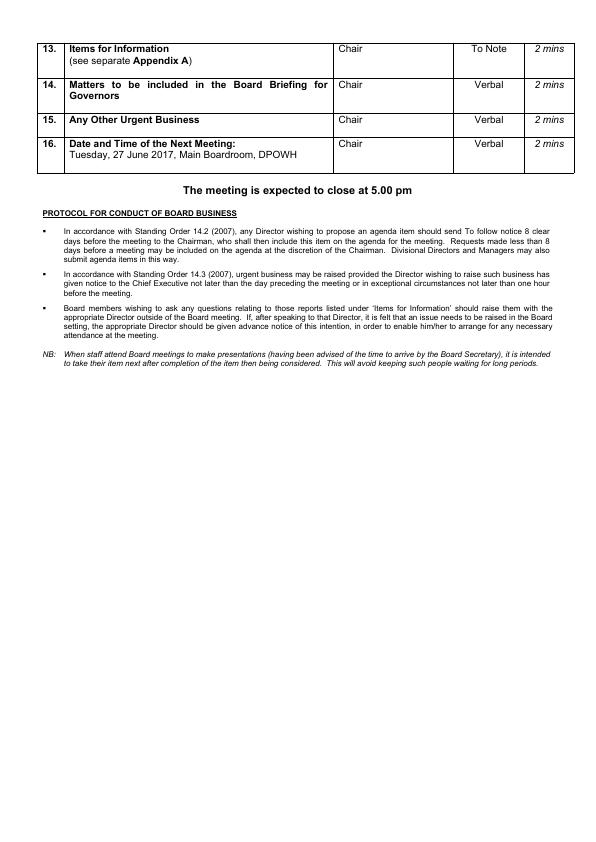 13. Items for Information Chair To Note 2 mins
(see separate Appendix A)
14. Matters to be included in the Board Briefing for Chair Verbal 2 mins
Governors
15. Any Other Urgent Business Chair Verbal 2 mins
16. Date and Time of the Next Meeting: Chair Verbal 2 mins
Tuesday, 27 June 2017, Main Boardroom, DPOWH
The meeting is expected to close at 5.00 pm
PROTOCOL FOR CONDUCT OF BOARD BUSINESS
▪ In accordance with Standing Order 14.2 (2007), any Director wishing to propose an agenda item should send To follow notice 8 clear
days before the meeting to the Chairman, who shall then include this item on the agenda for the meeting. Requests made less than 8
days before a meeting may be included on the agenda at the discretion of the Chairman. Divisional Directors and Managers may also
submit agenda items in this way.
▪ In accordance with Standing Order 14.3 (2007), urgent business may be raised provided the Director wishing to raise such business has
given notice to the Chief Executive not later than the day preceding the meeting or in exceptional circumstances not later than one hour
before the meeting.
▪ Board members wishing to ask any questions relating to those reports listed under ‘Items for Information’ should raise them with the
appropriate Director outside of the Board meeting. If, after speaking to that Director, it is felt that an issue needs to be raised in the Board
setting, the appropriate Director should be given advance notice of this intention, in order to enable him/her to arrange for any necessary
attendance at the meeting.
NB: When staff attend Board meetings to make presentations (having been advised of the time to arrive by the Board Secretary), it is intended
to take their item next after completion of the item then being considered. This will avoid keeping such people waiting for long periods.